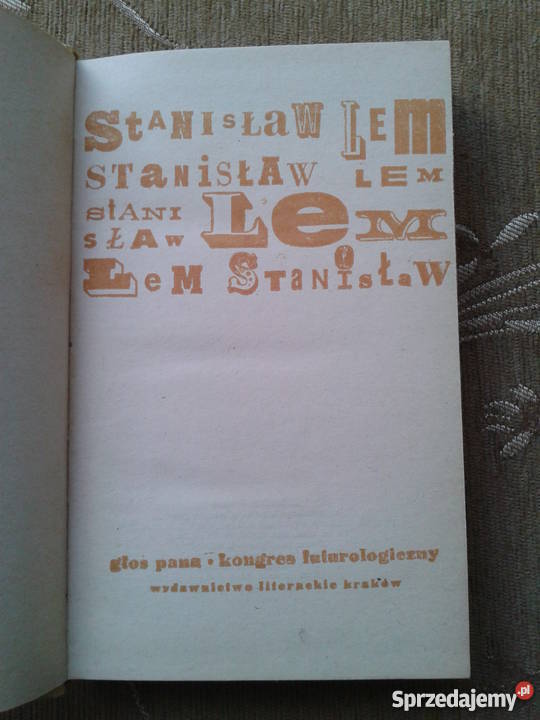 StaNisław LEM
STaNiSŁAW LEM
StANI
SŁAW LeM
LeM StaNisław
głos pana • kongres futurologiczny
wydawnictwo literackie kraków
Sprzedajemy.pl